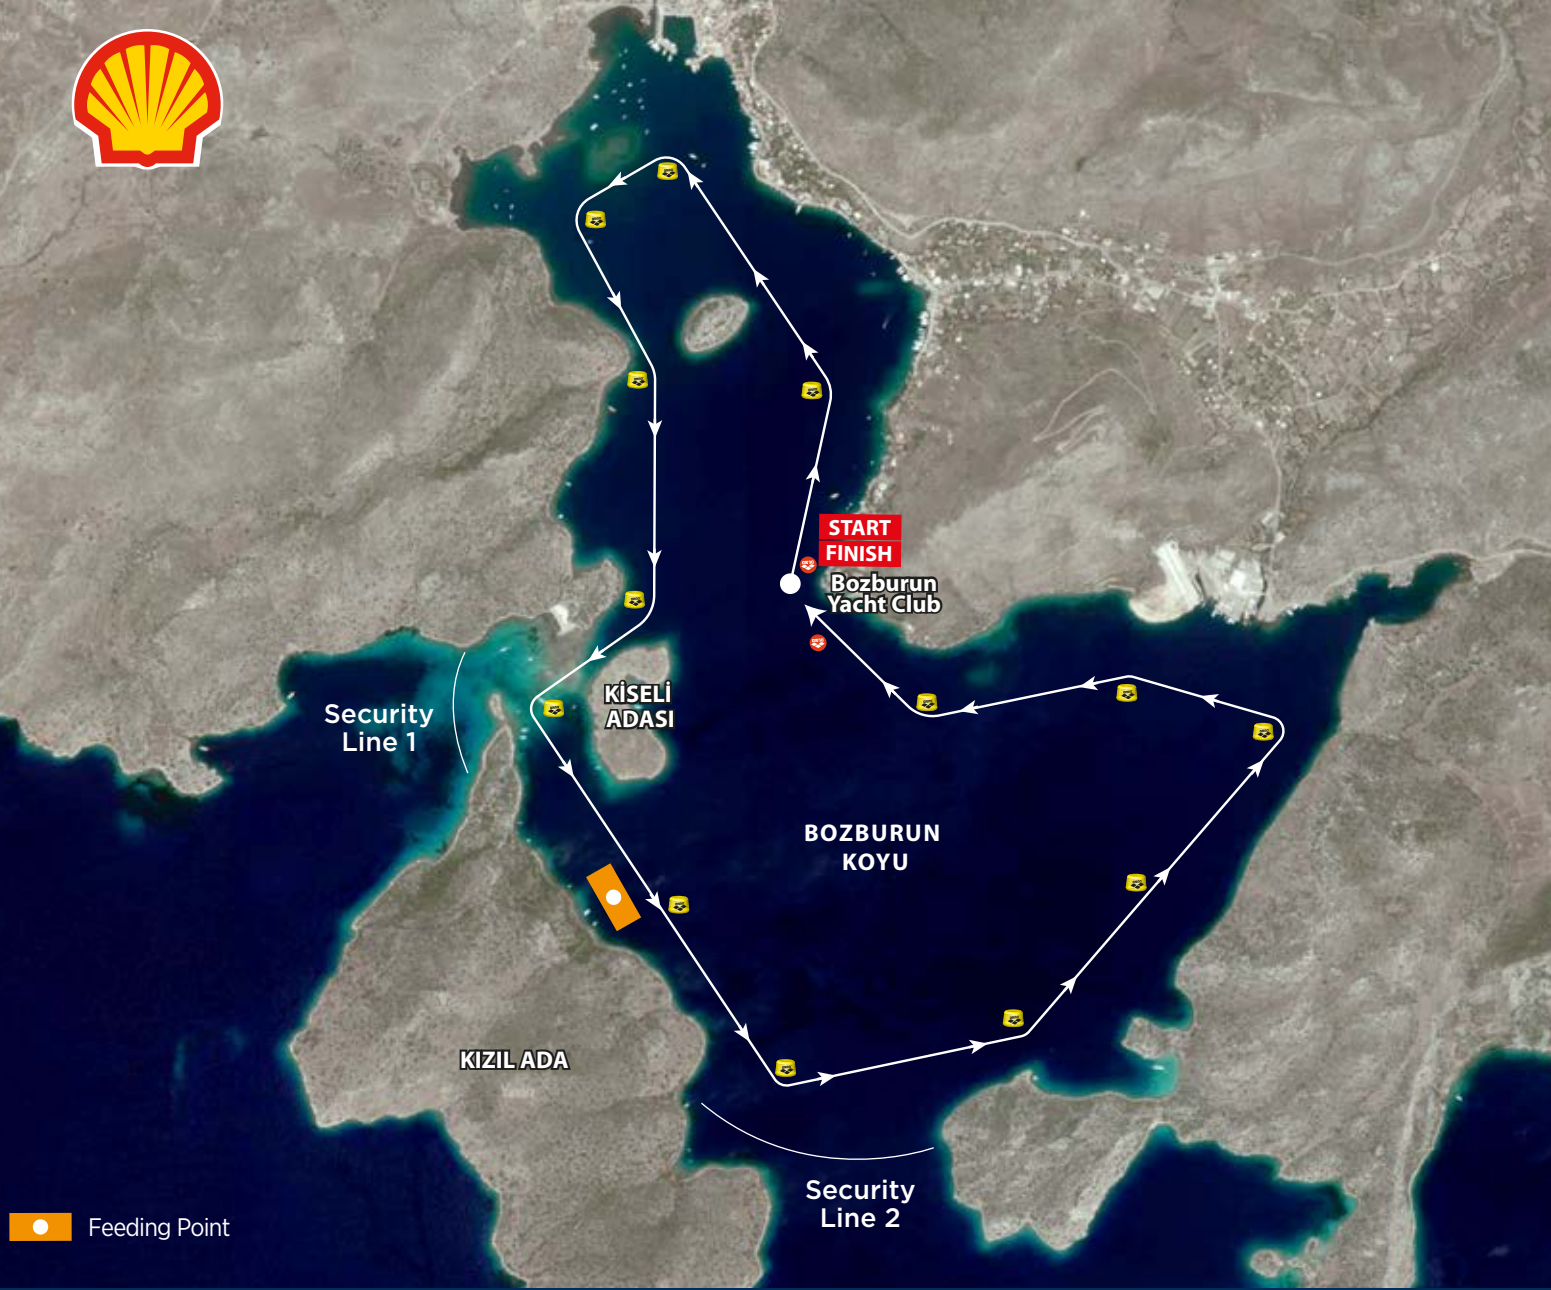 START
FINISH
Bozburun
Yacht Club
KİSELİ
ADASI
Security
Line 1
BOZBURUN
KOYU
KIZIL ADA
Security
Line 2
Feeding Point